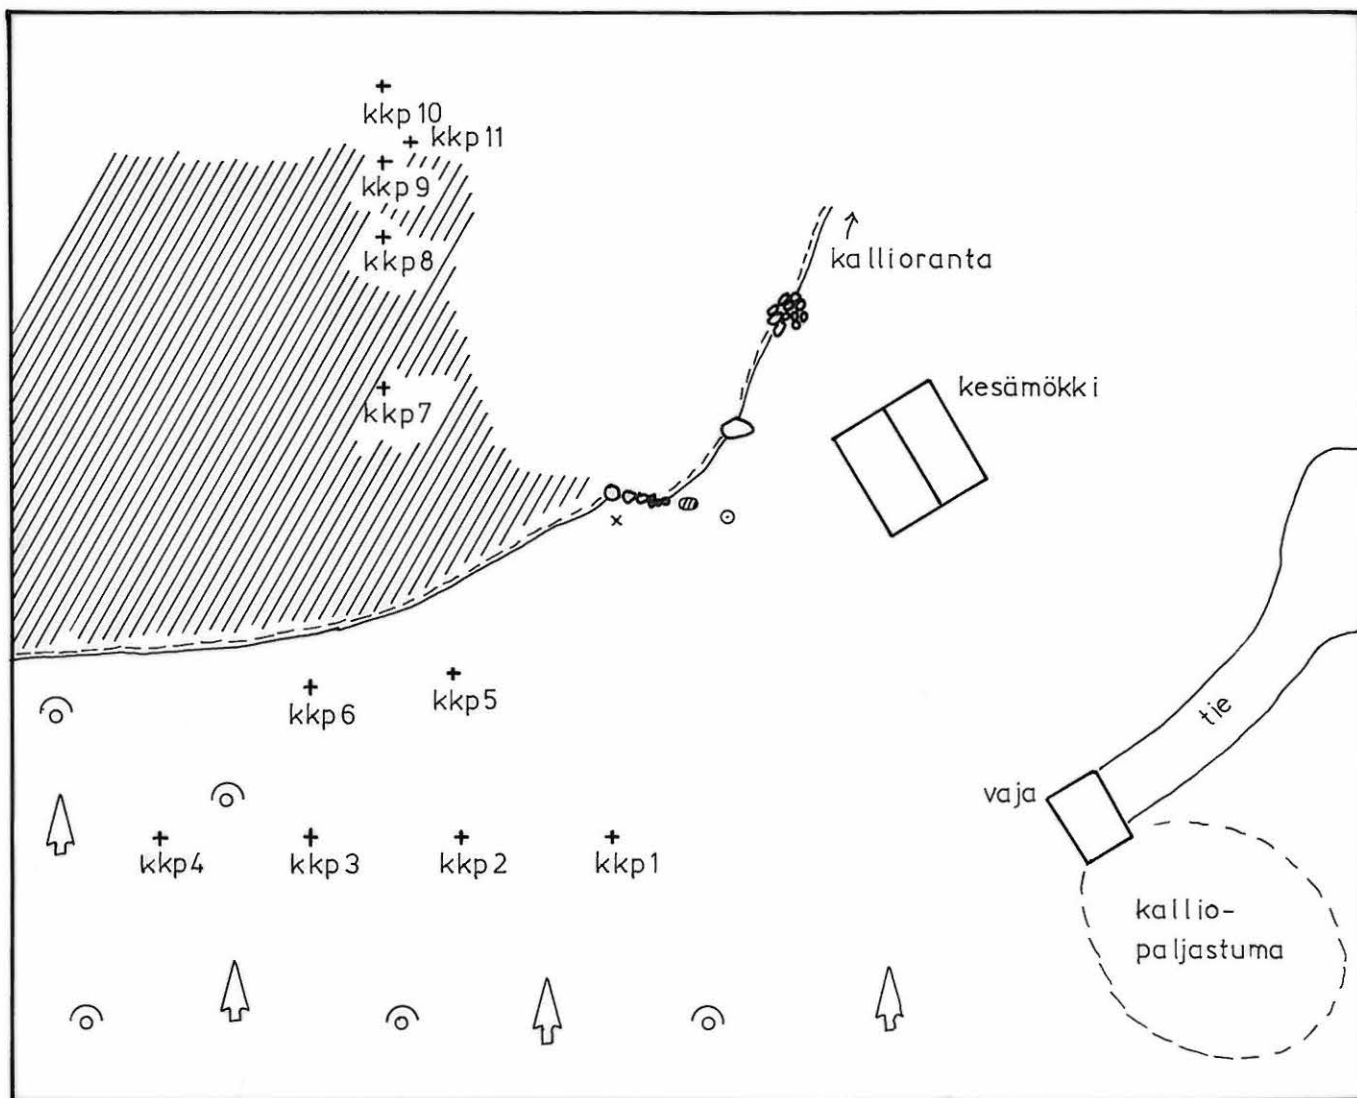 kkp 10
kkp 11
kkp 9
kkp 8
kallioranta
kkp 7
kesämökki
kkp 5
kkp 6
tie
vaja
kkp 4
kkp 3
kkp 2
kkp 1
kallio-
paljastuma